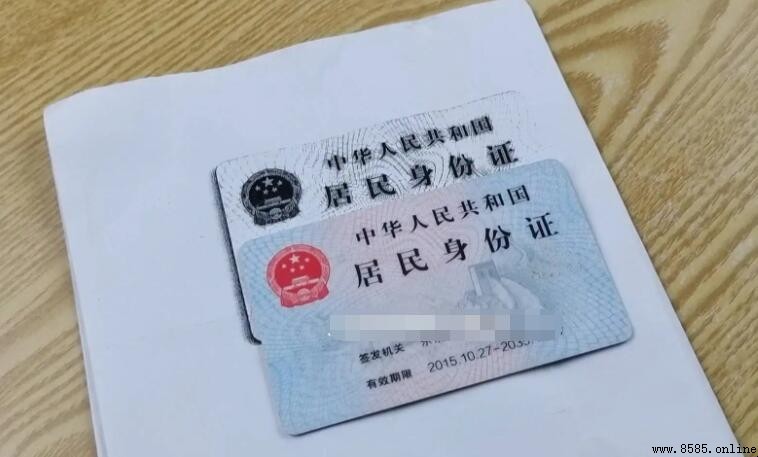 中华人民共和国
居民身份证
中华人民共和国
居民身份证
签发机关
有效期限 2015.10.27-203
www.8585.online